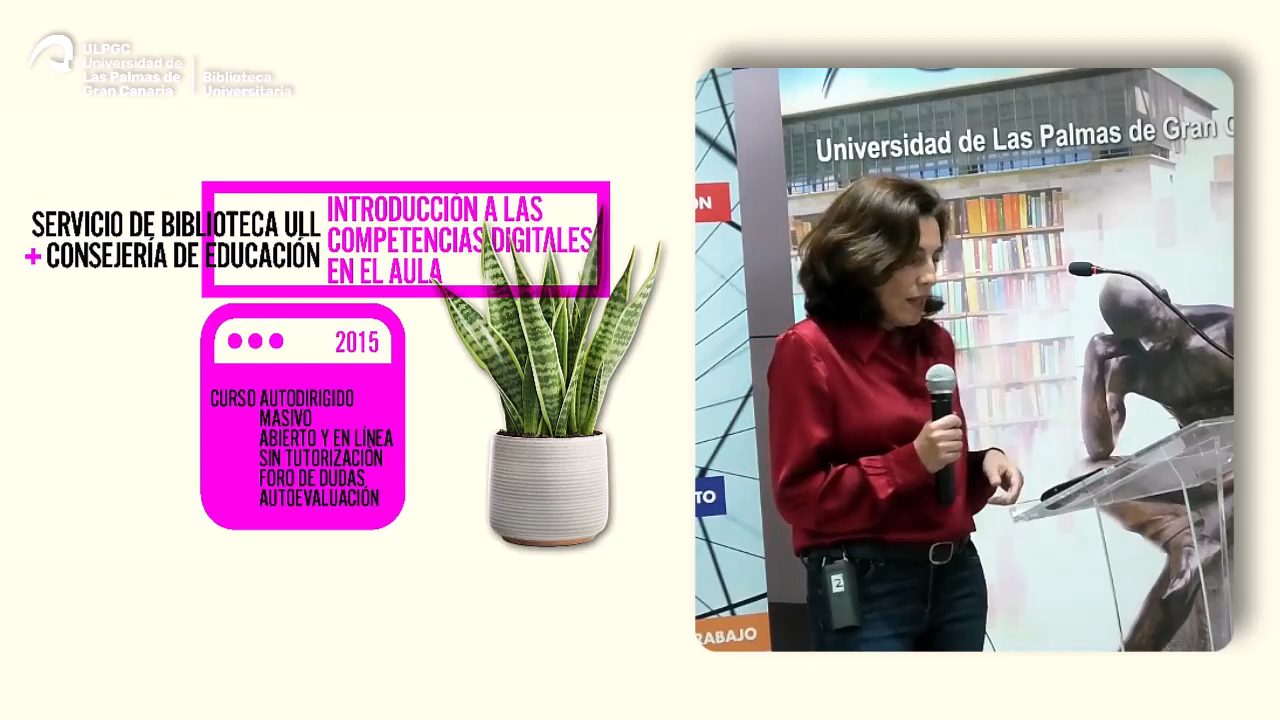 ULPGC
Universidad de
Las Palmas de
Gran Canaria
Biblioteca
Universitaria
SERVICIO DE BIBLIOTECA ULL
+ CONSEJERÍA DE EDUCACIÓN
INTRODUCCIÓN A LAS
COMPETENCIAS DIGITALES
EN EL AULA
2015
CURSO AUTODIRIGIDO
MASIVO
ABIERTO Y EN LÍNEA
SIN TUTORIZACIÓN
FORO DE DUDAS
AUTOEVALUACIÓN
Universidad de Las Palmas de Gran C
ON
TO
RABAJO
2